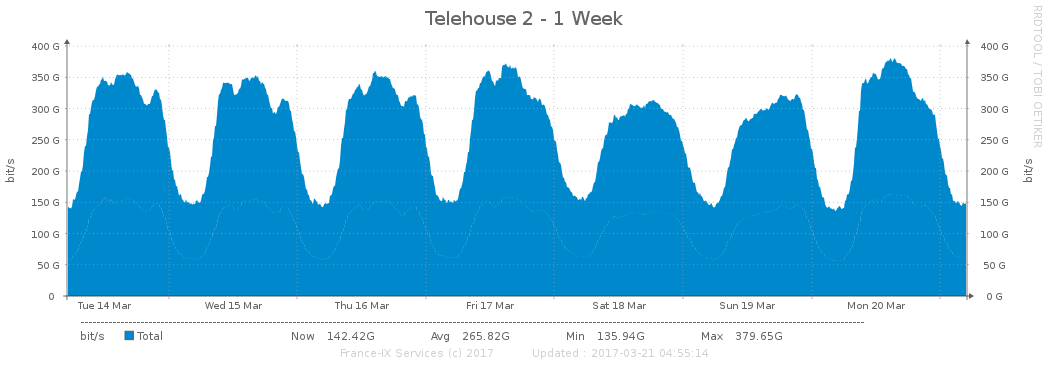 Telehouse 2 - 1 Week
RRDTOOL / TOBI OETIKER
bit/s
400 G
350 G
300 G
250 G
200 G
150 G
100 G
50 G
0
400 G
350 G
300 G
250 G
200 G
150 G
100 G
50 G
0 G
bit/s
Tue 14 Mar Wed 15 Mar Thu 16 Mar Fri 17 Mar Sat 18 Mar Sun 19 Mar Mon 20 Mar
bit/s Total Now 142.42G Avg 265.82G Min 135.94G Max 379.65G
France-IX Services (c) 2017 Updated : 2017-03-21 04:55:14